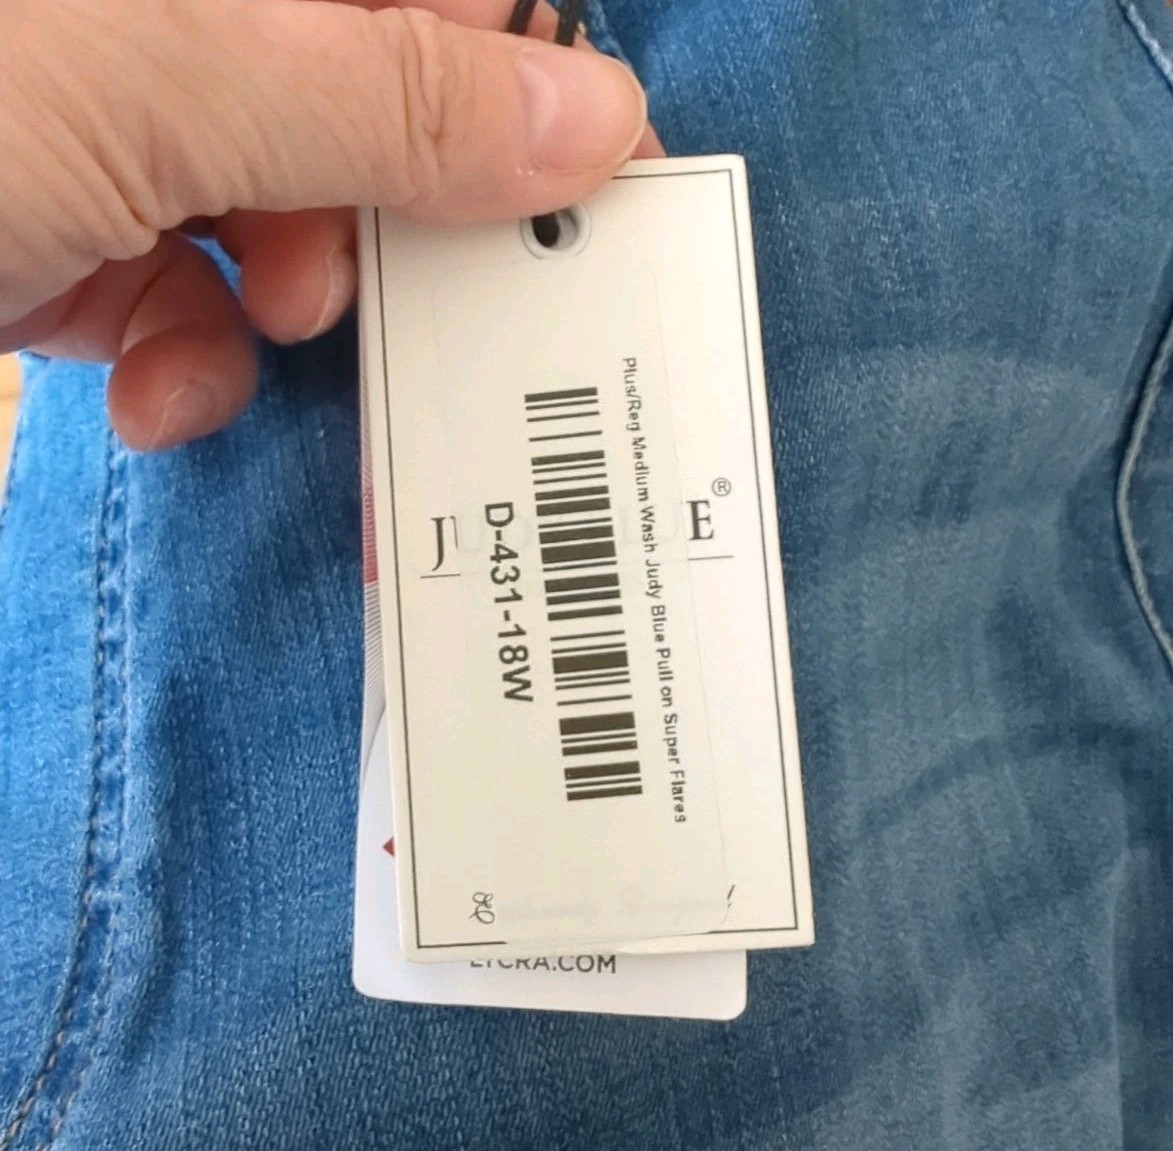 Plus/Reg Medium Wash Judy Blue Pull on Super Flares
D-431-18W
E®
LYCRA.COM